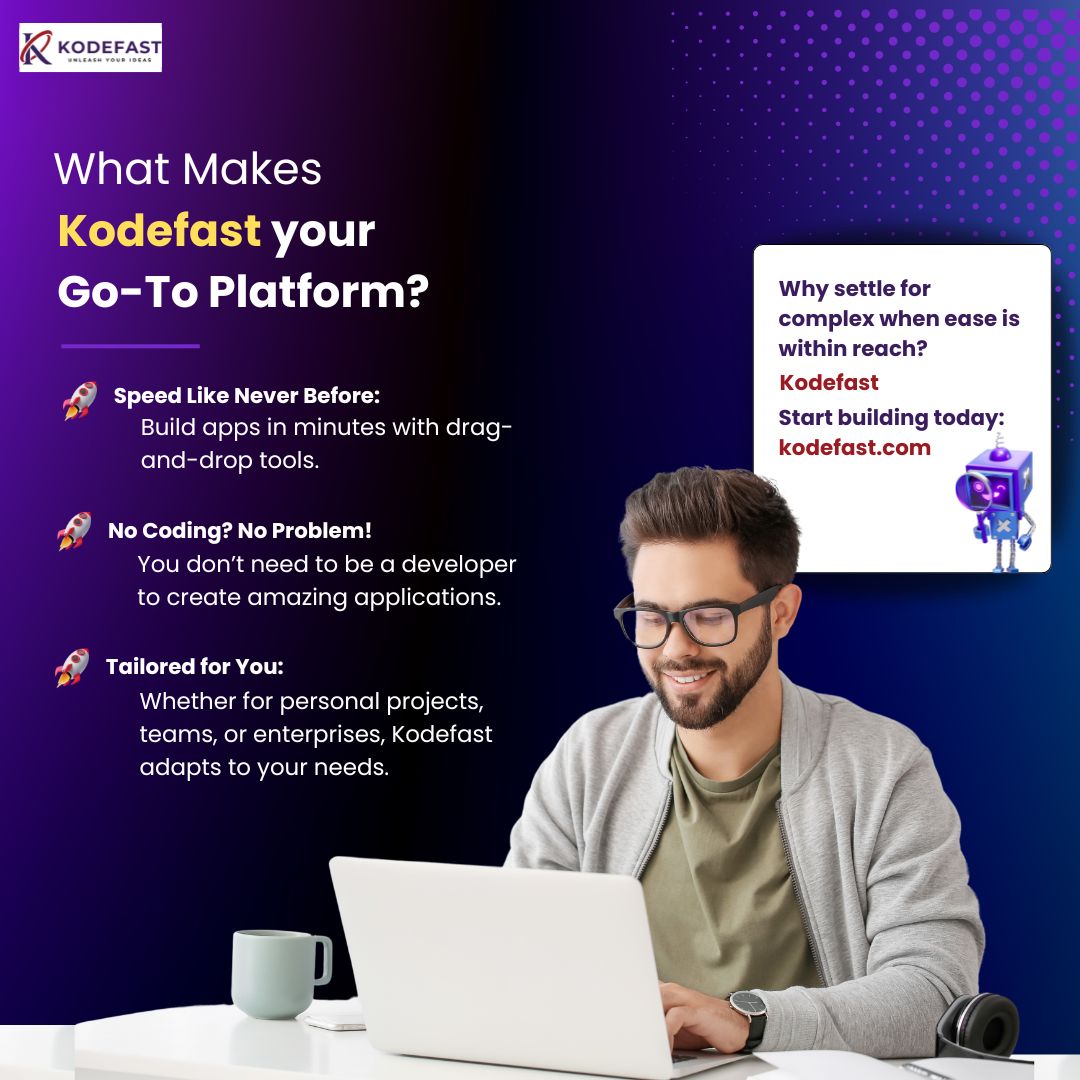 KODEFAST
UNLEASH YOUR IDEAS
What Makes
Kodefast your
Go-To Platform?
Speed Like Never Before:
Build apps in minutes with drag-
and-drop tools.
No Coding? No Problem!
You don’t need to be a developer
to create amazing applications.
Tailored for You:
Whether for personal projects,
teams, or enterprises, Kodefast
adapts to your needs.
Why settle for
complex when ease is
within reach?
Kodefast
Start building today:
kodefast.com